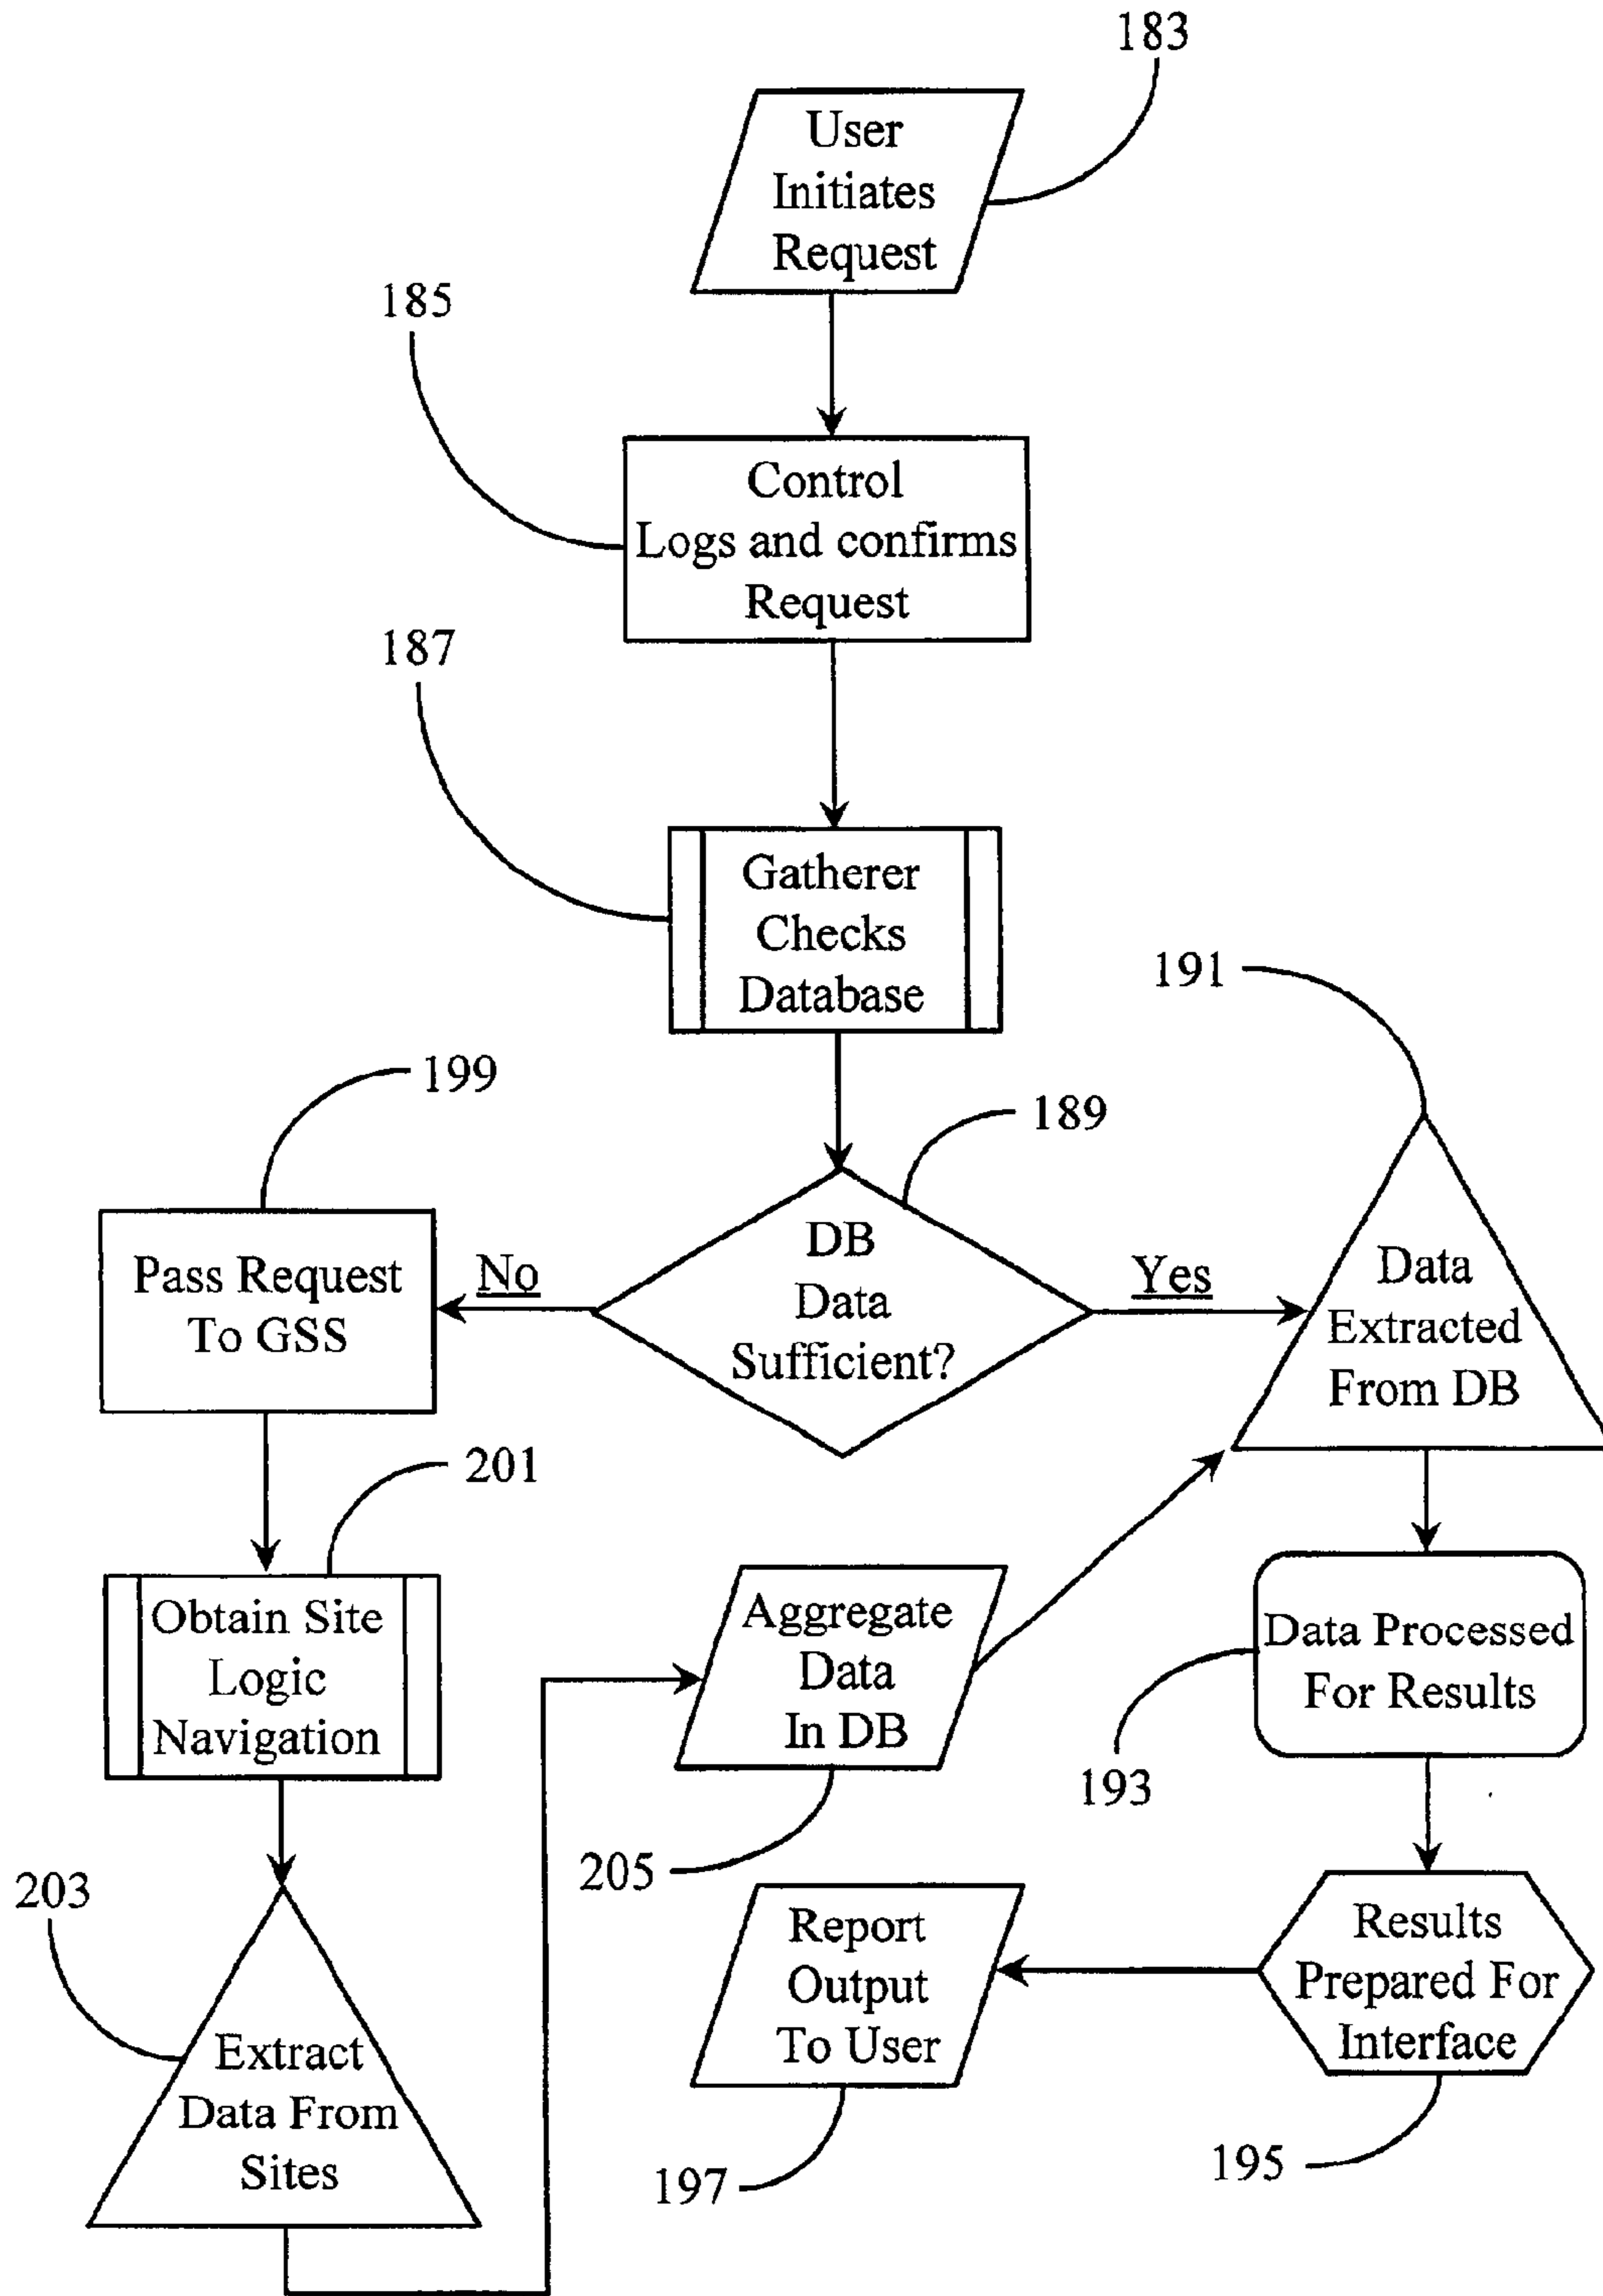 183
User
Initiates
Request
185
Control
Logs and confirms
Request
187
Gatherer
Checks
Database
191
199
189
Pass Request
To GSS
No
DB
Data
Sufficient?
Yes
Data
Extracted
From DB
201
Obtain Site
Logic
Navigation
Aggregate
Data
In DB
Data Processed
For Results
193
205
203
Extract
Data From
Sites
Report
Output
To User
Results
Prepared For
Interface
197
195